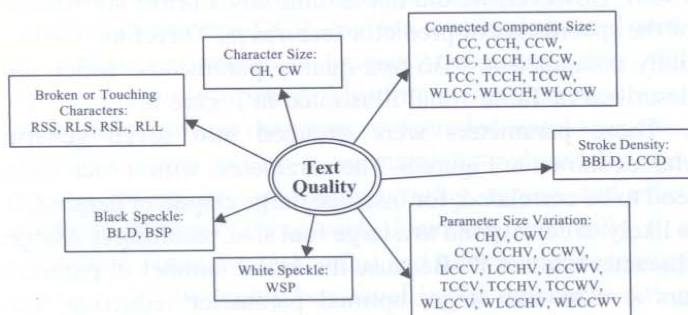 Connected Component Size:
CC, CCH, CCW,
LCC, LCCH, LCCW,
TCC, TCCH, TCCW,
WLCC, WLCCH, WLCCW
Character Size:
CH, CW
Broken or Touching
Characters:
RSS, RLS, RSL, RLL
Stroke Density:
BBLD, LCCD
Text
Quality
Black Speckle:
BLD, BSP
White Speckle:
WSP
Parameter Size Variation:
CHV, CWV
CCV, CCHV, CCWV,
LCCV, LCCHV, LCCWV,
TCCV, TCCHV, TCCWV,
WLCCV, WLCCHV, WLCCWV